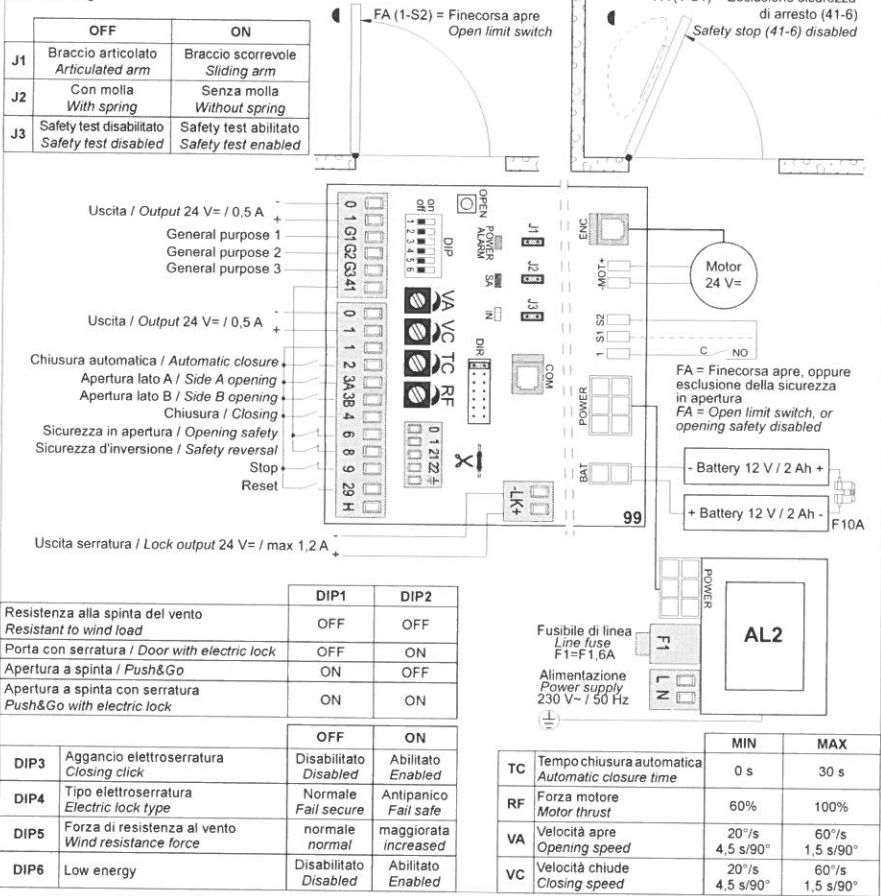 FA (1-S2) = Finecorsa apre
Open limit switch
di arresto (41-6)
Safety stop (41-6) disabled
OFF ON
J1 Braccio articolato Braccio scorrevole
Articulated arm Sliding arm
J2 Con molla Senza molla
With spring Without spring
J3 Safety test disabilitato Safety test abilitato
Safety test disabled Safety test enabled
Uscita / Output 24 V= / 0,5 A
-
+
General purpose 1
General purpose 2
General purpose 3
0 1 G1 G2 G3 41
Uscita / Output 24 V= / 0,5 A
-
+
Chiusura automatica / Automatic closure
Apertura lato A / Side A opening
Apertura lato B / Side B opening
Chiusura / Closing
Sicurezza in apertura / Opening safety
Sicurezza d'inversione / Safety reversal
Stop
Reset
0 1 1 2 3A 3B 4 6 8 9 29 H
off on
1 2 3 4 5 6
DIP
OPEN
POWER
ALARM
SA
IN
J1
J2
J3
VA
VC
TC
RF
DIR
COM
0 1 21 22
-LK+
99
ENC
-MOT+
1 S1 S2
POWER
BAT
Motor
24 V=
C NO
FA = Finecorsa apre, oppure
esclusione della sicurezza
in apertura
FA = Open limit switch, or
opening safety disabled
- Battery 12 V / 2 Ah +
+ Battery 12 V / 2 Ah -
F10A
Uscita serratura / Lock output 24 V= / max 1,2 A
-
+
POWER
AL2
Fusibile di linea
Line fuse
F1=F1,6A
F1
Alimentazione
Power supply
230 V~ / 50 Hz
L N
DIP1 DIP2
Resistenza alla spinta del vento
Resistant to wind load
OFF OFF
Porta con serratura / Door with electric lock OFF ON
Apertura a spinta / Push&Go ON OFF
Apertura a spinta con serratura
Push&Go with electric lock
ON ON
OFF ON
DIP3 Aggancio elettroserratura Disabilitato Abilitato
Closing click Disabled Enabled
DIP4 Tipo elettroserratura Normale Antipanico
Electric lock type Fail secure Fail safe
DIP5 Forza di resistenza al vento normale maggiorata
Wind resistance force normal increased
DIP6 Low energy Disabilitato Abilitato
Disabled Enabled
MIN MAX
TC Tempo chiusura automatica
Automatic closure time
0 s 30 s
RF Forza motore
Motor thrust
60% 100%
VA Velocità apre 20°/s 60°/s
Opening speed 4,5 s/90° 1,5 s/90°
VC Velocità chiude 20°/s 60°/s
Closing speed 4,5 s/90° 1,5 s/90°